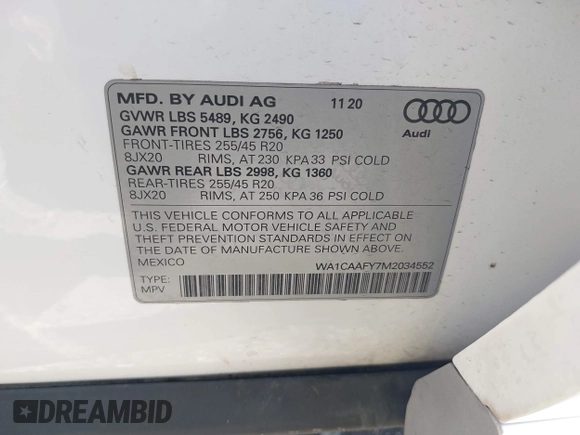 MFD. BY AUDI AG 11 20
GVWR LBS 5489, KG 2490
GAWR FRONT LBS 2756, KG 1250
FRONT-TIRES 255/45 R20
8JX20 RIMS, AT 230 KPA 33 PSI COLD
GAWR REAR LBS 2998, KG 1360
REAR-TIRES 255/45 R20
8JX20 RIMS, AT 250 KPA 36 PSI COLD
Audi
THIS VEHICLE CONFORMS TO ALL APPLICABLE
U.S. FEDERAL MOTOR VEHICLE SAFETY AND
THEFT PREVENTION STANDARDS IN EFFECT ON
THE DATE OF MANUFACTURE SHOWN ABOVE.
MEXICO WA1CAAFY7M2034552
TYPE:
MPV
DREAMBID